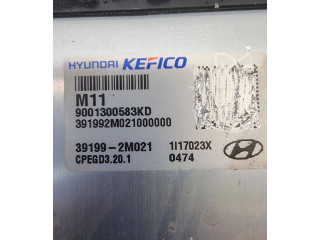 HYUNDAI KEFICO
M11
9001300583KD
391992M021000000
39199-2M021 1I17023X
CPEGD3.20.1 0474